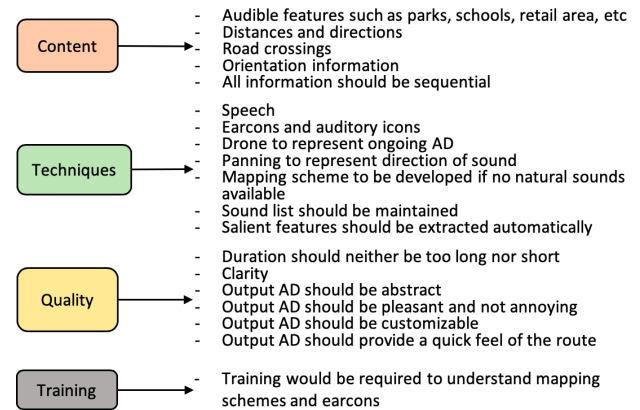 Content
- Audible features such as parks, schools, retail area, etc
- Distances and directions
- Road crossings
- Orientation information
- All information should be sequential
Techniques
- Speech
- Earcons and auditory icons
- Drone to represent ongoing AD
- Panning to represent direction of sound
- Mapping scheme to be developed if no natural sounds
available
- Sound list should be maintained
- Salient features should be extracted automatically
Quality
- Duration should neither be too long nor short
- Clarity
- Output AD should be abstract
- Output AD should be pleasant and not annoying
- Output AD should be customizable
- Output AD should provide a quick feel of the route
Training
- Training would be required to understand mapping
schemes and earcons